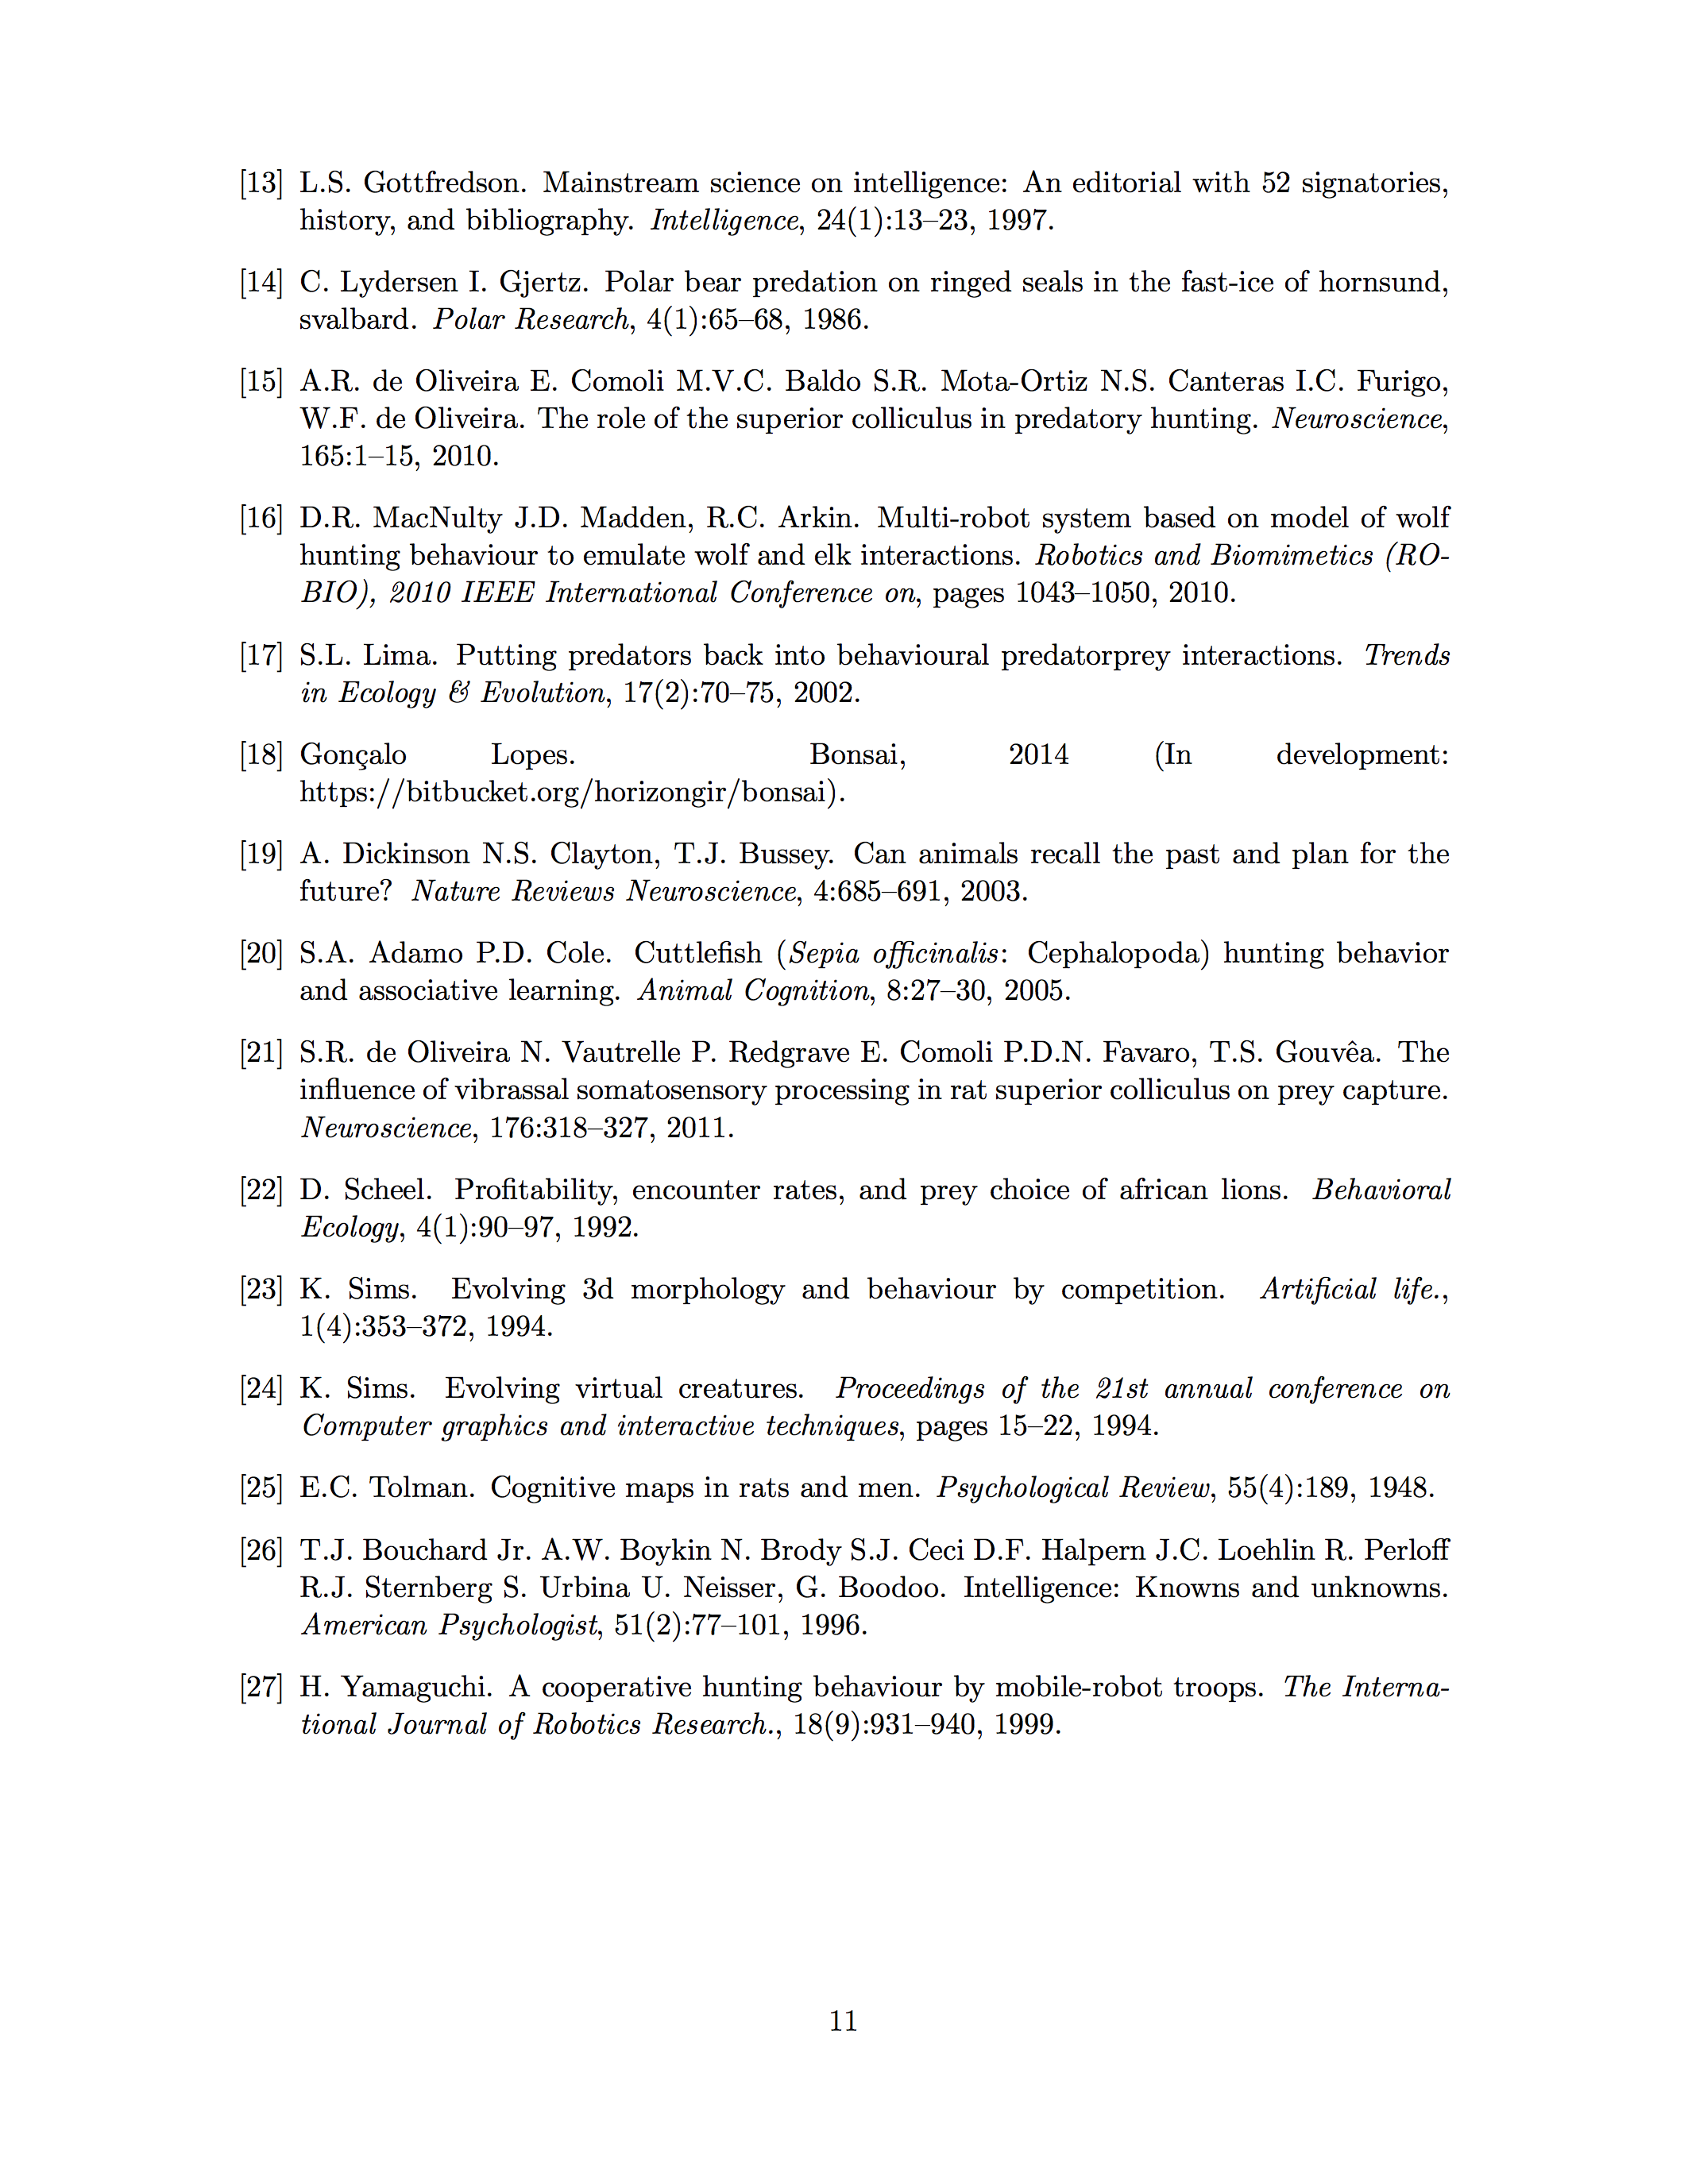 [13] L.S. Gottfredson. Mainstream science on intelligence: An editorial with 52 signatories,
history, and bibliography. Intelligence, 24(1):13–23, 1997.
[14] C. Lydersen I. Gjertz. Polar bear predation on ringed seals in the fast-ice of hornsund,
svalbard. Polar Research, 4(1):65–68, 1986.
[15] A.R. de Oliveira E. Comoli M.V.C. Baldo S.R. Mota-Ortiz N.S. Canteras I.C. Furigo,
W.F. de Oliveira. The role of the superior colliculus in predatory hunting. Neuroscience,
165:1–15, 2010.
[16] D.R. MacNulty J.D. Madden, R.C. Arkin. Multi-robot system based on model of wolf
hunting behaviour to emulate wolf and elk interactions. Robotics and Biomimetics (RO-
BIO), 2010 IEEE International Conference on, pages 1043–1050, 2010.
[17] S.L. Lima. Putting predators back into behavioural predatorprey interactions. Trends
in Ecology & Evolution, 17(2):70–75, 2002.
[18] Gonçalo Lopes. Bonsai, 2014 (In development:
https://bitbucket.org/horizongir/bonsai).
[19] A. Dickinson N.S. Clayton, T.J. Bussey. Can animals recall the past and plan for the
future? Nature Reviews Neuroscience, 4:685–691, 2003.
[20] S.A. Adamo P.D. Cole. Cuttlefish (Sepia officinalis: Cephalopoda) hunting behavior
and associative learning. Animal Cognition, 8:27–30, 2005.
[21] S.R. de Oliveira N. Vautrelle P. Redgrave E. Comoli P.D.N. Favaro, T.S. Gouvêa. The
influence of vibrassal somatosensory processing in rat superior colliculus on prey capture.
Neuroscience, 176:318–327, 2011.
[22] D. Scheel. Profitability, encounter rates, and prey choice of african lions. Behavioral
Ecology, 4(1):90–97, 1992.
[23] K. Sims. Evolving 3d morphology and behaviour by competition. Artificial life.,
1(4):353–372, 1994.
[24] K. Sims. Evolving virtual creatures. Proceedings of the 21st annual conference on
Computer graphics and interactive techniques, pages 15–22, 1994.
[25] E.C. Tolman. Cognitive maps in rats and men. Psychological Review, 55(4):189, 1948.
[26] T.J. Bouchard Jr. A.W. Boykin N. Brody S.J. Ceci D.F. Halpern J.C. Loehlin R. Perloff
R.J. Sternberg S. Urbina U. Neisser, G. Boodoo. Intelligence: Knowns and unknowns.
American Psychologist, 51(2):77–101, 1996.
[27] H. Yamaguchi. A cooperative hunting behaviour by mobile-robot troops. The Interna-
tional Journal of Robotics Research., 18(9):931–940, 1999.
11